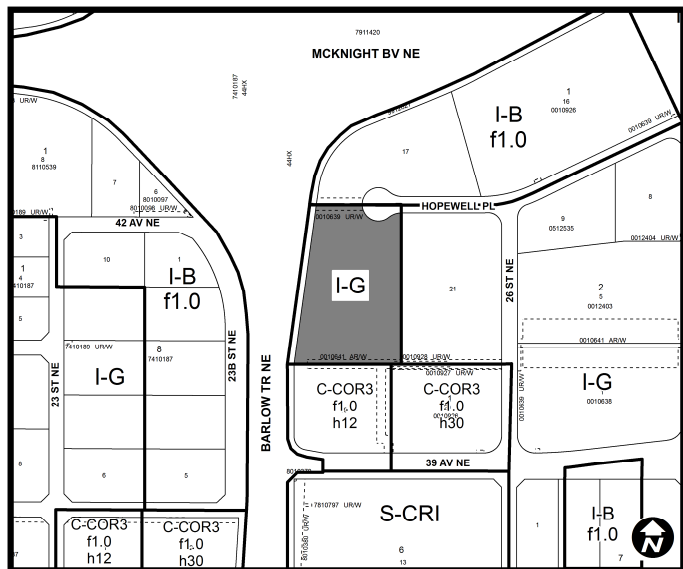 7911420
MCKNIGHT BV NE
7410187
44HX
44HX
UR/W
1
8
8110539
7
6
8010097
8010098 UR/W
42 AV NE
UR/W
3
1
4
5
10
1
I-B
f1.0
7410189 UR/W
8
7410187
I-G
23 ST NE
23B ST NE
6
5
C-COR3
f1.0
h12
C-COR3
f1.0
h30
BARLOW TR NE
17
1
16
0010926
I-B
f1.0
0010639 UR/W
HOPEWELL PL
0010639 UR/W
I-G
21
26 ST NE
9
0512535
8
0012404 UR/W
2
5
0012403
0010641 AR/W
0010641 AR/W
0010928 UR/W
0010927 UR/W
0010639 UR/W
I-G
1
0010638
C-COR3
f1.0
h12
C-COR3
f1.0
h30
39 AV NE
7810797 UR/W
S-CRI
6
13
1
I-B
f1.0
7
N